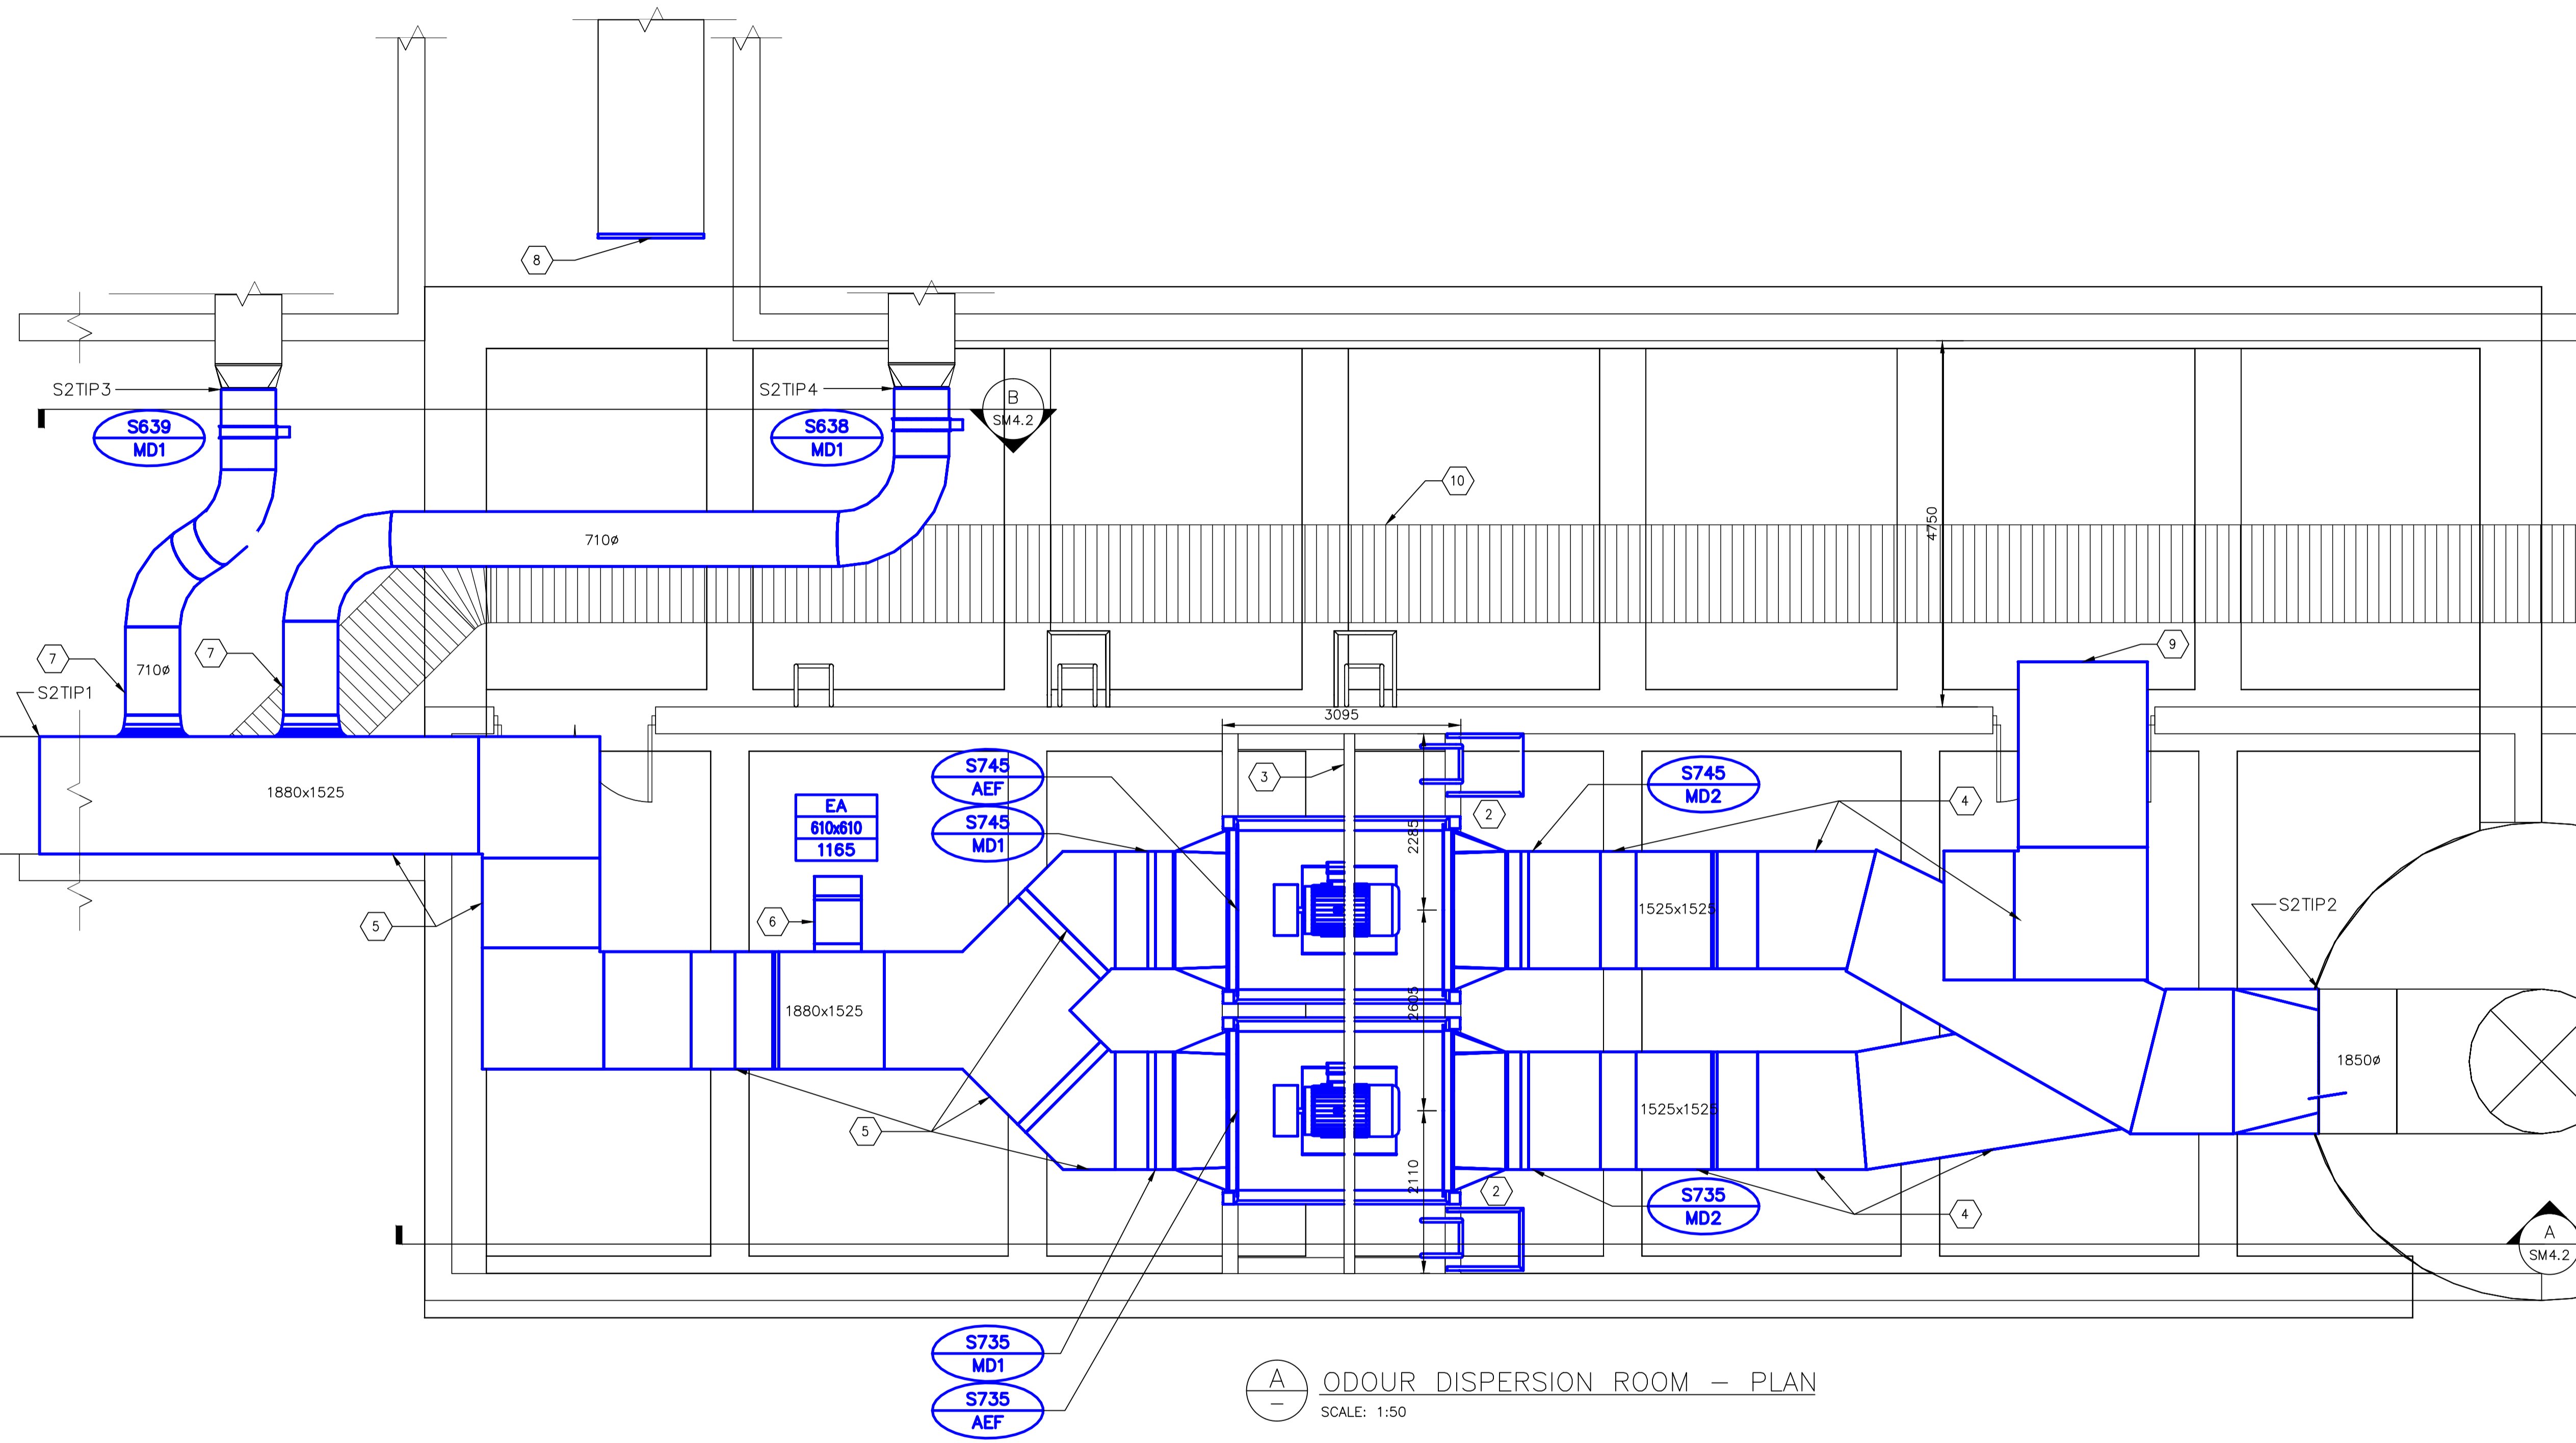 8
S2TIP3
S639
MD1
S2TIP4
S638
MD1
B
SM4.2
10
710ø
4750
7
710ø
7
S2TIP1
9
3095
1880x1525
EA
610x610
1165
S745
AEF
S745
MD1
3
2285
2
S745
MD2
4
5
6
1525x1525
S2TIP2
1880x1525
2605
1850ø
5
1525x1525
2110
2
S735
MD2
4
A
SM4.2
S735
MD1
S735
AEF
A
–
ODOUR DISPERSION ROOM – PLAN
SCALE: 1:50